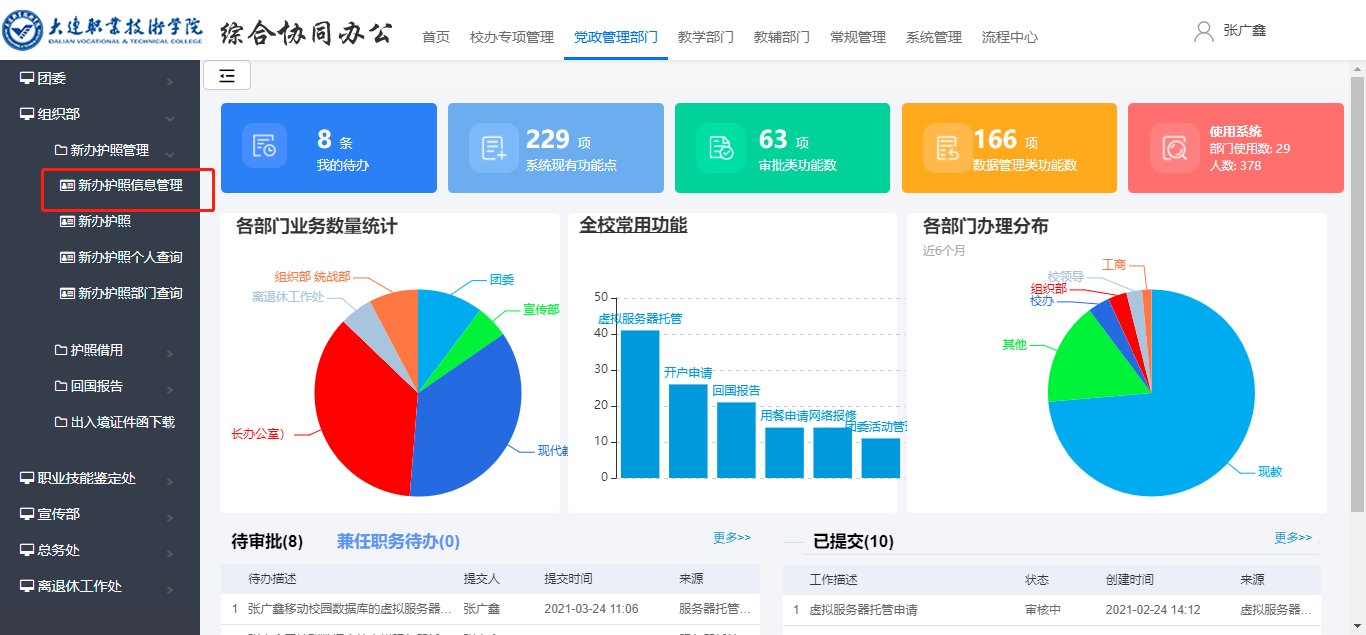 大连职业技术学院
DALIAN VOCATIONAL & TECHNICAL COLLEGE
综合协同办公
首页 校办专项管理 党政管理部门 教学部门 教辅部门 常规管理 系统管理 流程中心
张广鑫
团委
组织部
新办护照管理
新办护照信息管理
新办护照
新办护照个人查询
新办护照部门查询
护照借用
回国报告
出入境证件函下载
职业技能鉴定处
宣传部
总务处
离退休工作处
8 条
我的待办
229 项
系统现有功能点
63 项
审批类功能数
166 项
数据管理类功能数
使用系统
部门使用数: 29
人数: 378
各部门业务数量统计
组织部 统战部
团委
离退休工作处
宣传部
长办公室）
现代教
全校常用功能
50
40
30
20
10
0
虚拟服务器托管
开户申请
回国报告
用餐申请
网络报修
团委活动管理
各部门办理分布
近6个月
工商
校领导
组织部
校办
其他
现教
待审批(8) 兼任职务待办(0) 更多>>
待办描述 提交人 提交时间 来源
1 张广鑫移动校园数据库的虚拟服务器... 张广鑫 2021-03-24 11:06 服务器托管...
已提交(10) 更多>>
工作描述 状态 创建时间 来源
1 虚拟服务器托管申请 审核中 2021-02-24 14:12 虚拟服务器...